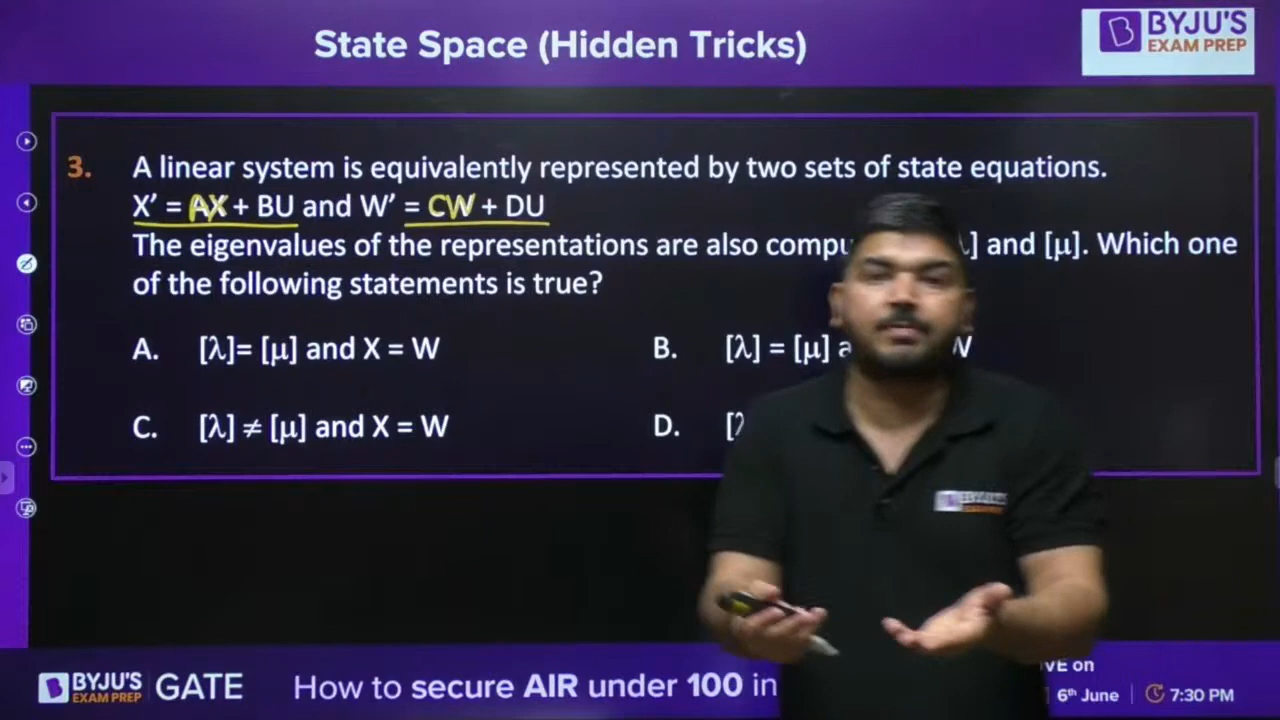 State Space (Hidden Tricks)
BYJU'S
EXAM PREP
3. A linear system is equivalently represented by two sets of state equations.
X′ = AX + BU and W′ = CW + DU
The eigenvalues of the representations are also compu ] and [μ]. Which one
of the following statements is true?
A. [λ]= [μ] and X = W
B. [λ] = [μ] a W
C. [λ] ≠ [μ] and X = W
D. [λ
BYJU'S
EXAM PREP
GATE
How to secure AIR under 100 in
VE on
6th June | 7:30 PM